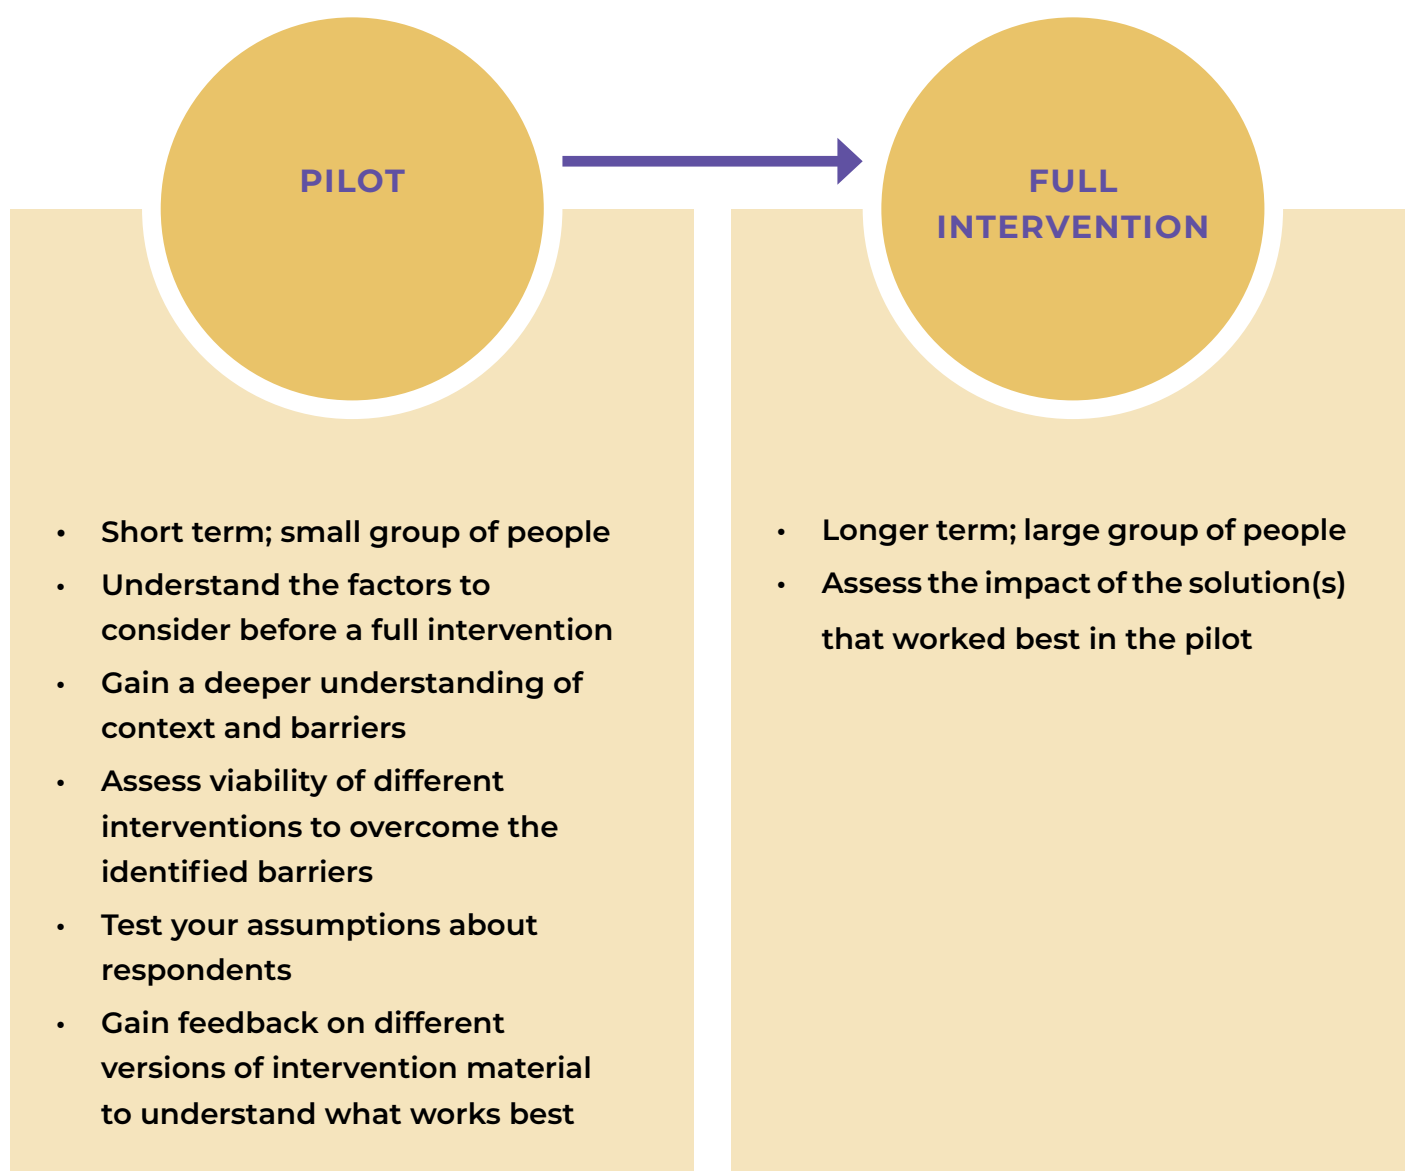 PILOT
• Short term; small group of people
• Understand the factors to
consider before a full intervention
• Gain a deeper understanding of
context and barriers
• Assess viability of different
interventions to overcome the
identified barriers
• Test your assumptions about
respondents
• Gain feedback on different
versions of intervention material
to understand what works best
FULL
INTERVENTION
• Longer term; large group of people
• Assess the impact of the solution(s)
that worked best in the pilot